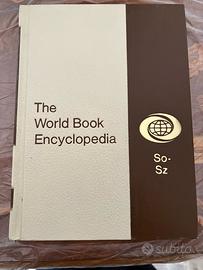 The
World Book
Encyclopedia
So-
Sz
subito